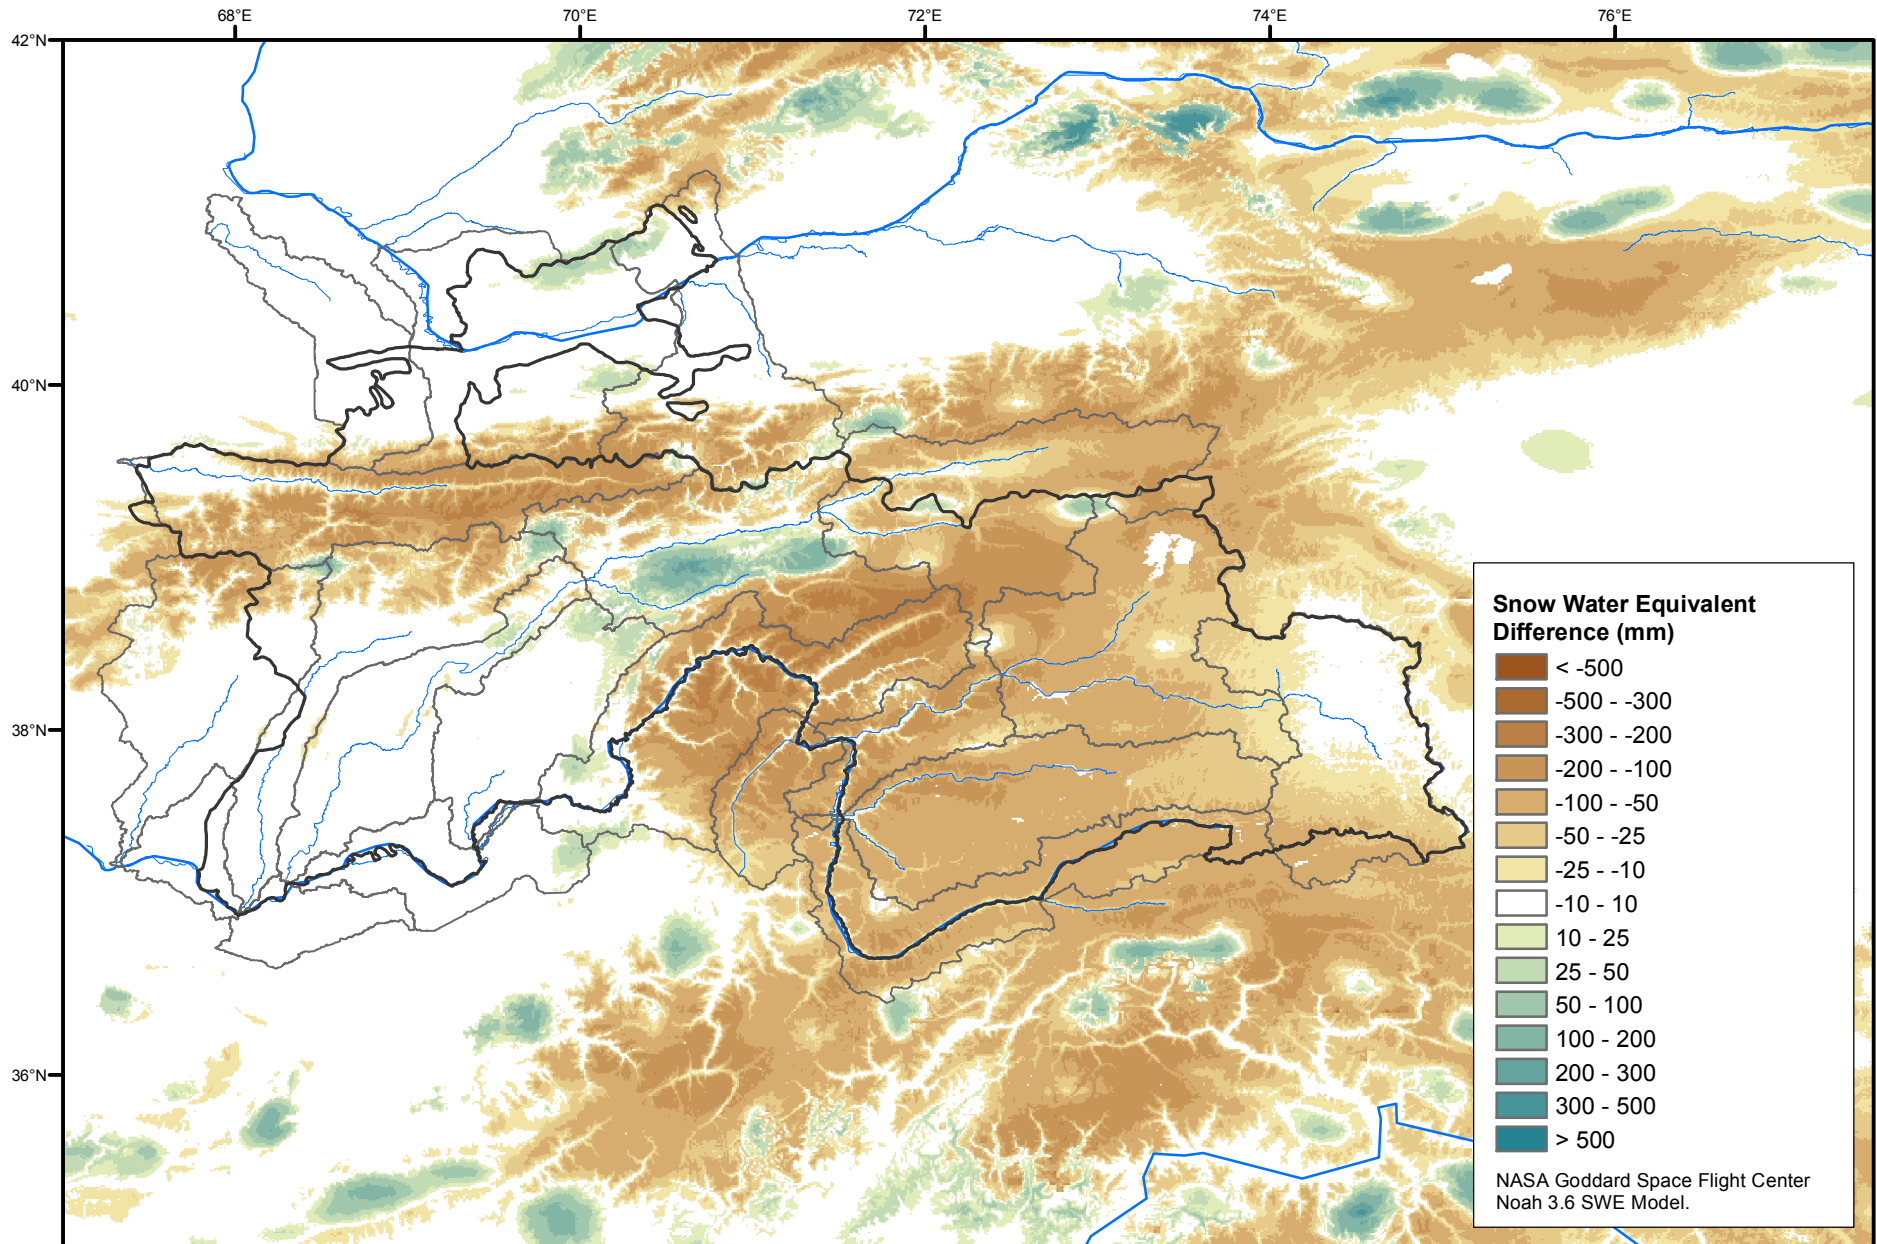 68°E 70°E 72°E 74°E 76°E
42°N
40°N
38°N
36°N
Snow Water Equivalent
Difference (mm)
< -500
-500 - -300
-300 - -200
-200 - -100
-100 - -50
-50 - -25
-25 - -10
-10 - 10
10 - 25
25 - 50
50 - 100
100 - 200
200 - 300
300 - 500
> 500
NASA Goddard Space Flight Center
Noah 3.6 SWE Model.